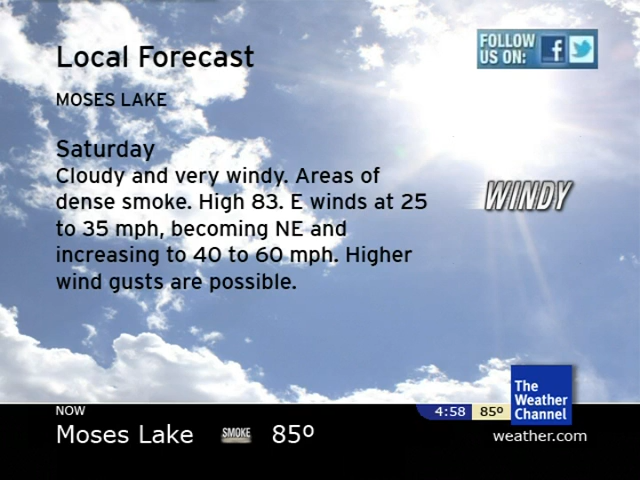 Local Forecast
FOLLOW
US ON:
MOSES LAKE
Saturday
Cloudy and very windy. Areas of
dense smoke. High 83. E winds at 25
to 35 mph, becoming NE and
increasing to 40 to 60 mph. Higher
wind gusts are possible.
WINDY
The
Weather
Channel
NOW
4:58 85º
Moses Lake SMOKE 85º
weather.com